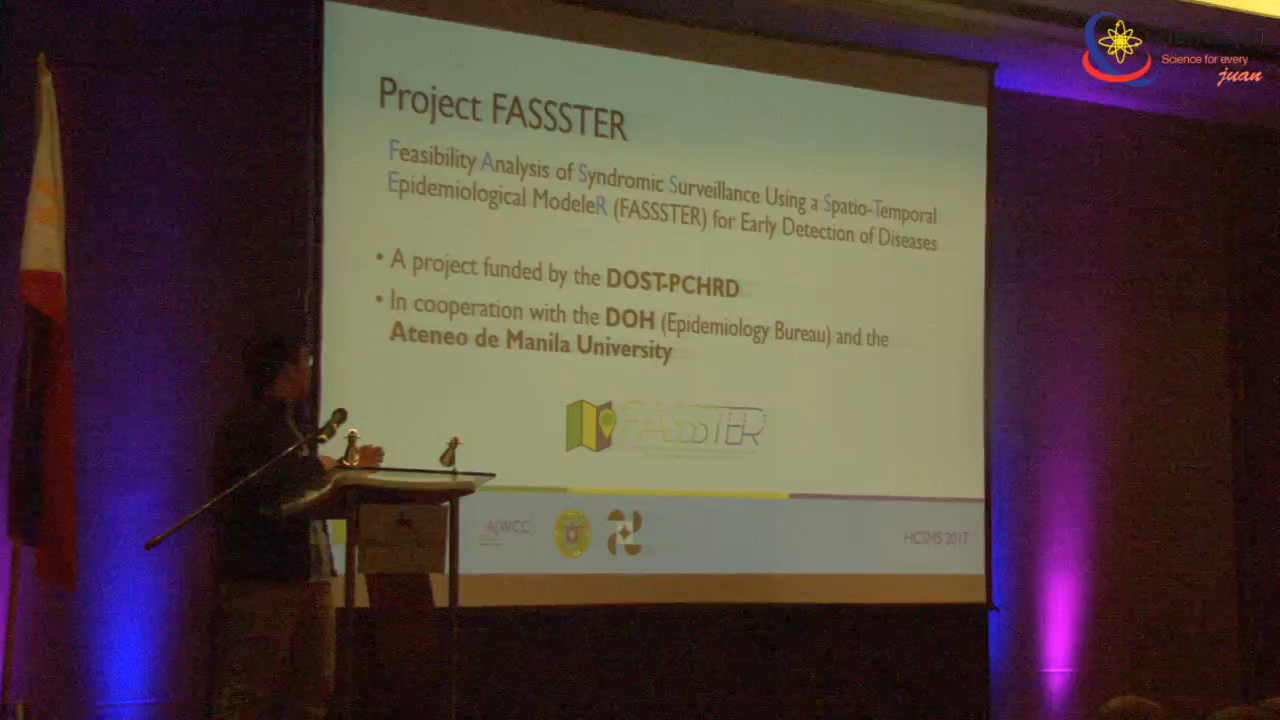 Science for every
juan
Project FASSSTER
Feasibility Analysis of Syndromic Surveillance Using a Spatio-Temporal
Epidemiological ModeleR (FASSSTER) for Early Detection of Diseases
• A project funded by the DOST-PCHRD
• In cooperation with the DOH (Epidemiology Bureau) and the
Ateneo de Manila University
FASSSTER
AJWCC
HCSMS 2017